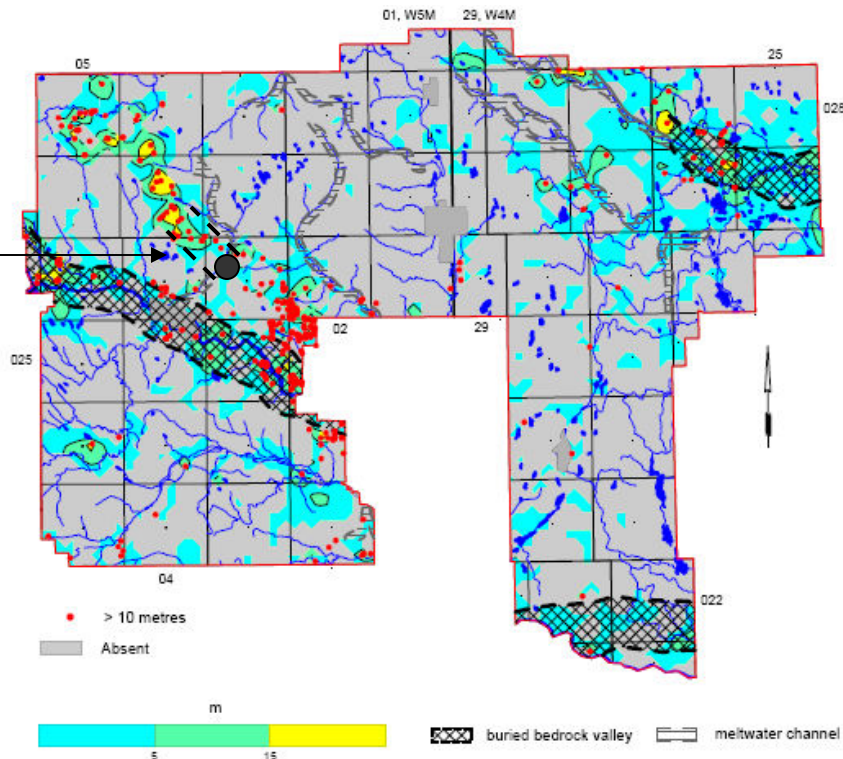 01, W5M 29, W4M
05
25
028
02
29
025
04
022
> 10 metres
Absent
m
5 15
buried bedrock valley
meltwater channel